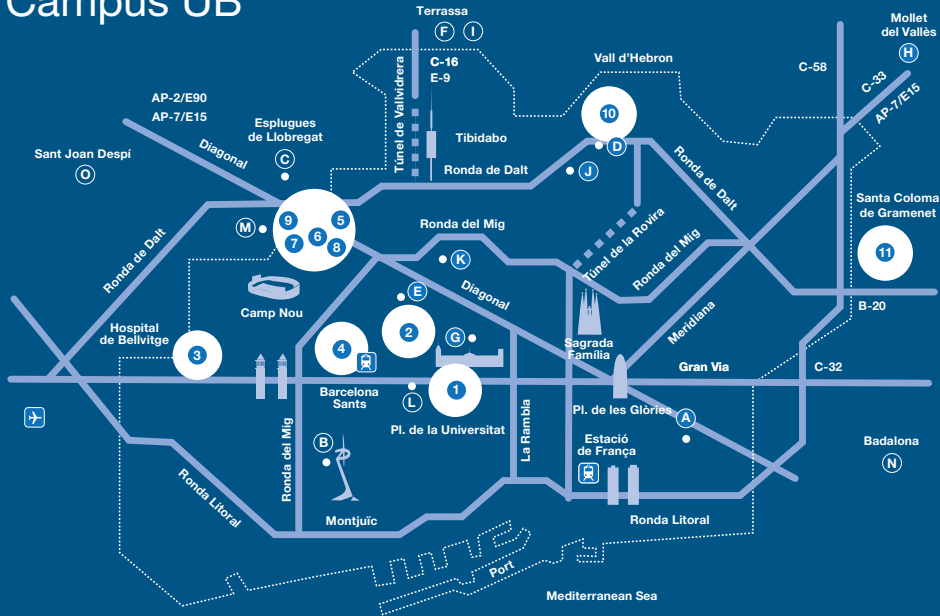 Campus UB
Terrassa
F I
C-16
E-9
Túnel de Vallvidrera
Tibidabo
Vall d'Hebron
Mollet
del Vallès
H
C-58
C-33
AP-7/E15
AP-2/E90
AP-7/E15
Diagonal
Esplugues
de Llobregat
C
Sant Joan Despí
O
10
D
J
Ronda de Dalt
Ronda de Dalt
Santa Coloma
de Gramenet
11
B-20
M
9 5
6
7 8
Ronda de Dalt
Ronda del Mig
K
Túnel de la Rovira
Ronda del Mig
Meridiana
Diagonal
Camp Nou
E
2
G
Sagrada
Família
Hospital
de Bellvitge
3
4
Barcelona
Sants
L
1
Pl. de la Universitat
Gran Via
C-32
Pl. de les Glòries
A
Ronda del Mig
B
La Rambla
Estació
de França
Badalona
N
Ronda Litoral
Montjuïc
Ronda Litoral
Port
Mediterranean Sea